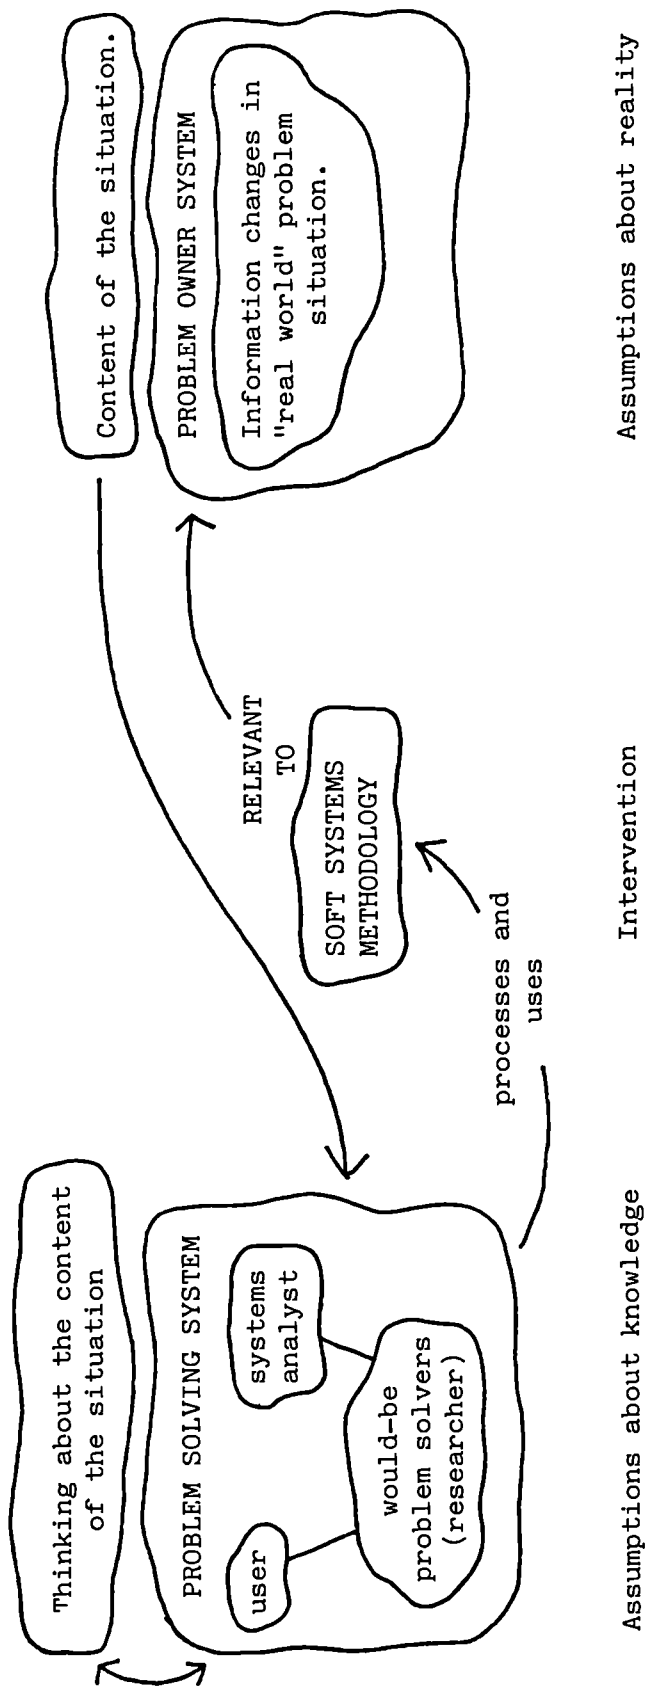 Thinking about the content
of the situation
PROBLEM SOLVING SYSTEM
user
systems
analyst
would-be
problem solvers
(researcher)
Assumptions about knowledge
processes and
uses
SOFT SYSTEMS
METHODOLOGY
RELEVANT
TO
Intervention
Content of the situation.
PROBLEM OWNER SYSTEM
Information changes in
"real world" problem
situation.
Assumptions about reality